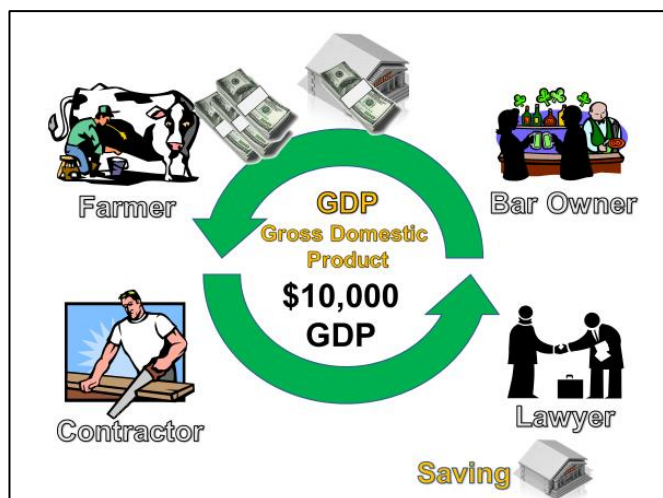 Farmer
Bar Owner
GDP
Gross Domestic
Product
$10,000
GDP
Contractor
Lawyer
Saving